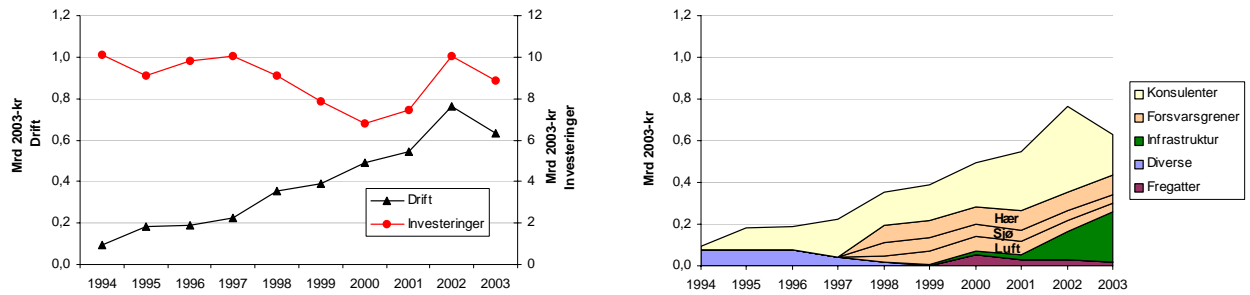 1,2
1,0
0,8
0,6
0,4
0,2
0,0
Mrd 2003-kr
Drift
12
10
8
6
4
2
0
Mrd 2003-kr
Investeringer
Drift
Investeringer
1994 1995 1996 1997 1998 1999 2000 2001 2002 2003
1,2
1,0
0,8
0,6
0,4
0,2
0,0
Mrd 2003-kr
Hær
Sjø
Luft
1994 1995 1996 1997 1998 1999 2000 2001 2002 2003
Konsulenter
Forsvarsgrener
Infrastruktur
Diverse
Fregatter